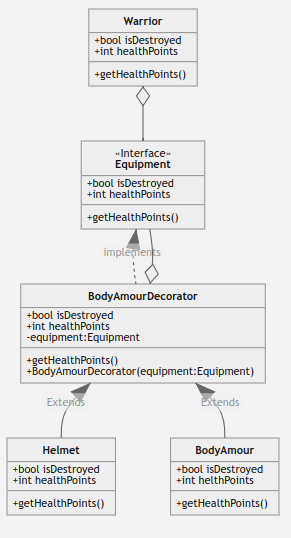 Warrior
+bool isDestroyed
+int healthPoints
+getHealthPoints()
«Interface»
Equipment
+bool isDestroyed
+int healthPoints
+getHealthPoints()
implements
BodyAmourDecorator
+bool isDestroyed
+int healthPoints
-equipment:Equipment
+getHealthPoints()
+BodyAmourDecorator(equipment:Equipment)
Extends
Extends
Helmet
+bool isDestroyed
+int healthPoints
+getHealthPoints()
BodyAmour
+bool isDestroyed
+int helthPoints
+getHealthPoints()